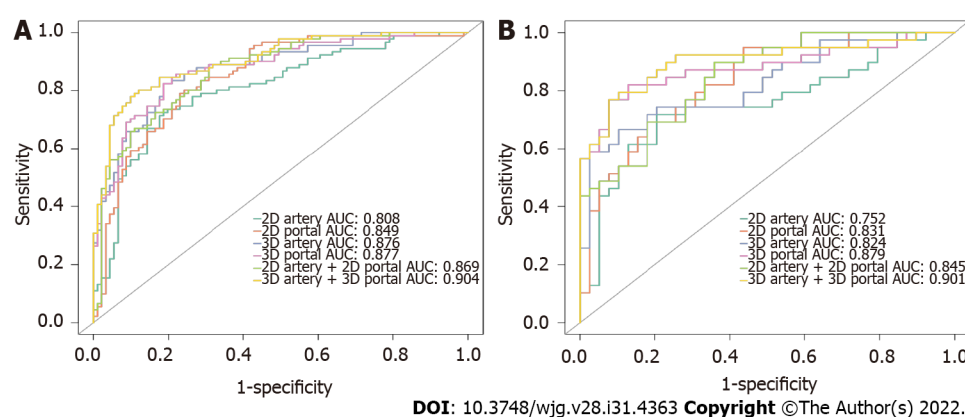 A
1.0
0.8
0.6
0.4
0.2
0.0
Sensitivity
2D artery AUC: 0.808
2D portal AUC: 0.849
3D artery AUC: 0.876
3D portal AUC: 0.877
2D artery + 2D portal AUC: 0.869
3D artery + 3D portal AUC: 0.904
0.0 0.2 0.4 0.6 0.8 1.0
1-specificity
B
1.0
0.8
0.6
0.4
0.2
0.0
Sensitivity
2D artery AUC: 0.752
2D portal AUC: 0.831
3D artery AUC: 0.824
3D portal AUC: 0.879
2D artery + 2D portal AUC: 0.845
3D artery + 3D portal AUC: 0.901
0.0 0.2 0.4 0.6 0.8 1.0
1-specificity
DOI: 10.3748/wjg.v28.i31.4363 Copyright ©The Author(s) 2022.